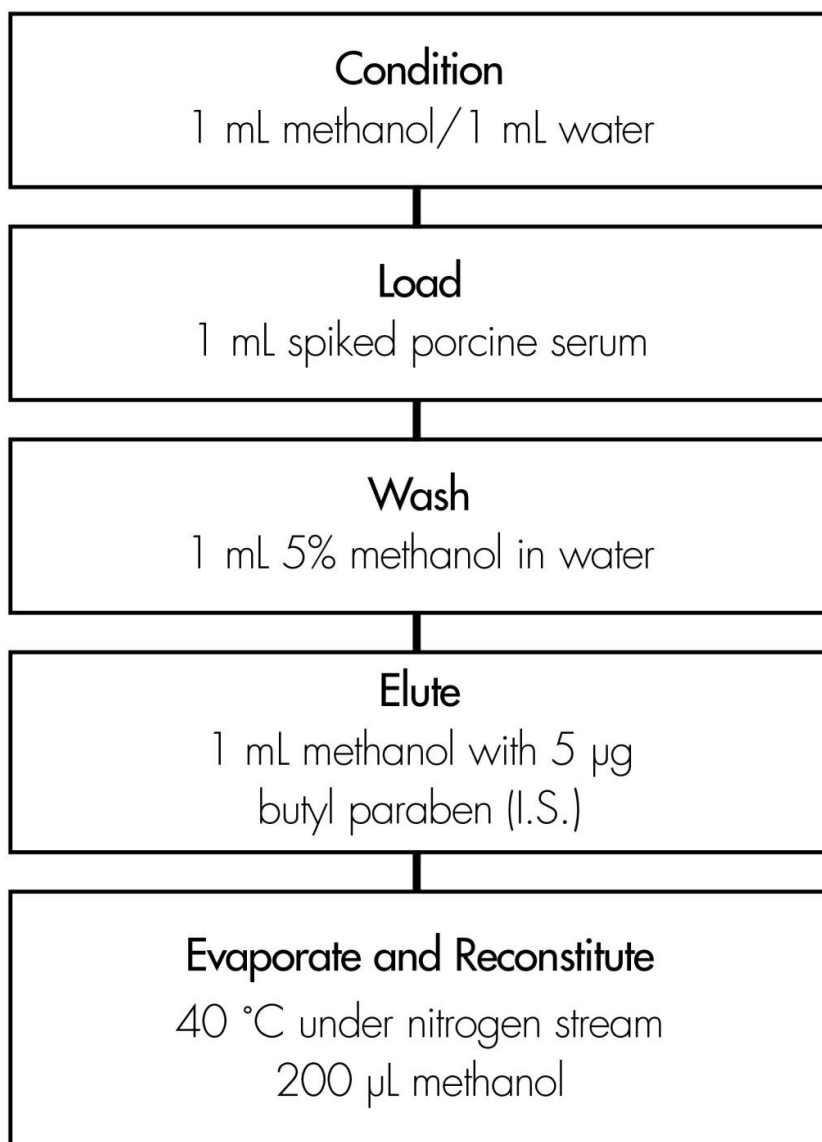 Condition
1 mL methanol/1 mL water
Load
1 mL spiked porcine serum
Wash
1 mL 5% methanol in water
Elute
1 mL methanol with 5 µg
butyl paraben (I.S.)
Evaporate and Reconstitute
40 °C under nitrogen stream
200 µL methanol